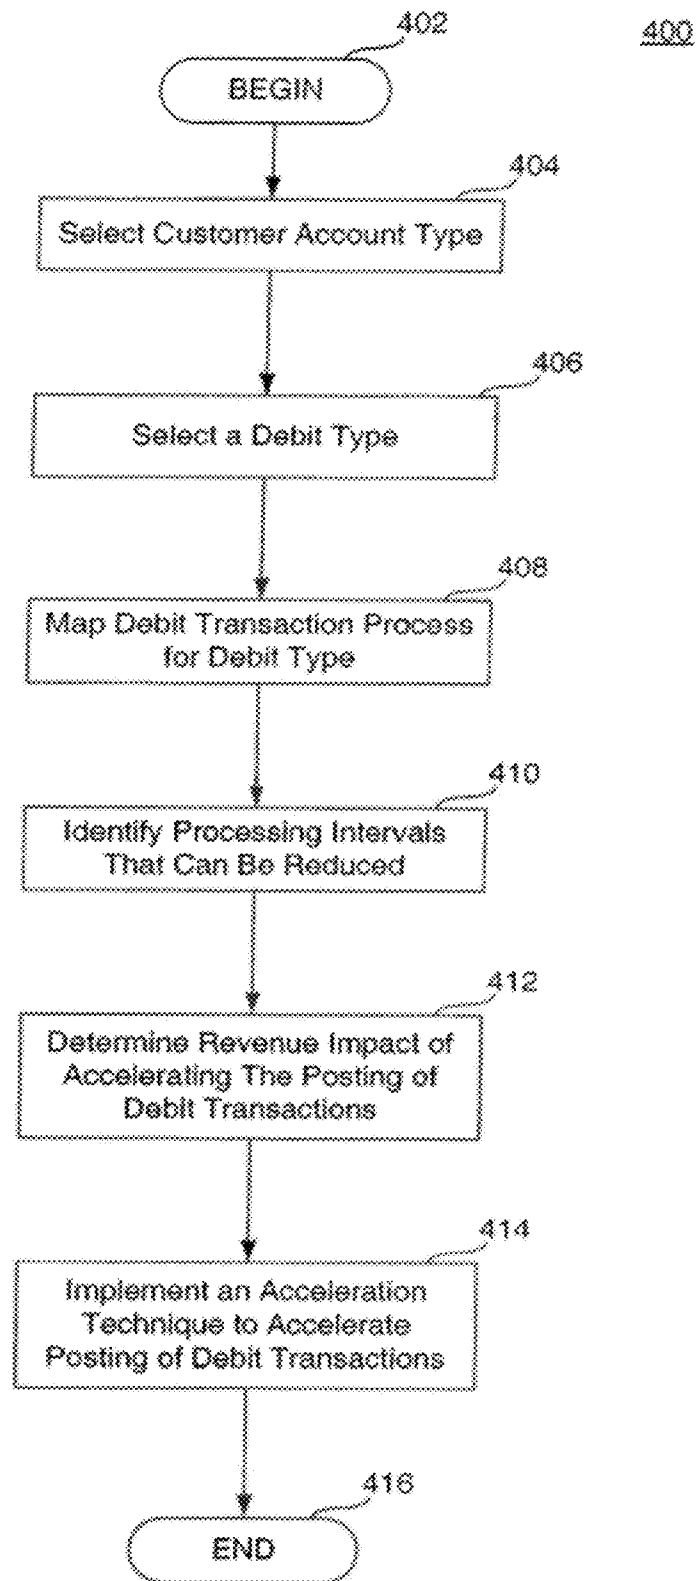 402
400
BEGIN
404
Select Customer Account Type
406
Select a Debit Type
408
Map Debit Transaction Process
for Debit Type
410
Identify Processing Intervals
That Can Be Reduced
412
Determine Revenue Impact of
Accelerating The Posting of
Debit Transactions
414
Implement an Acceleration
Technique to Accelerate
Posting of Debit Transactions
416
END